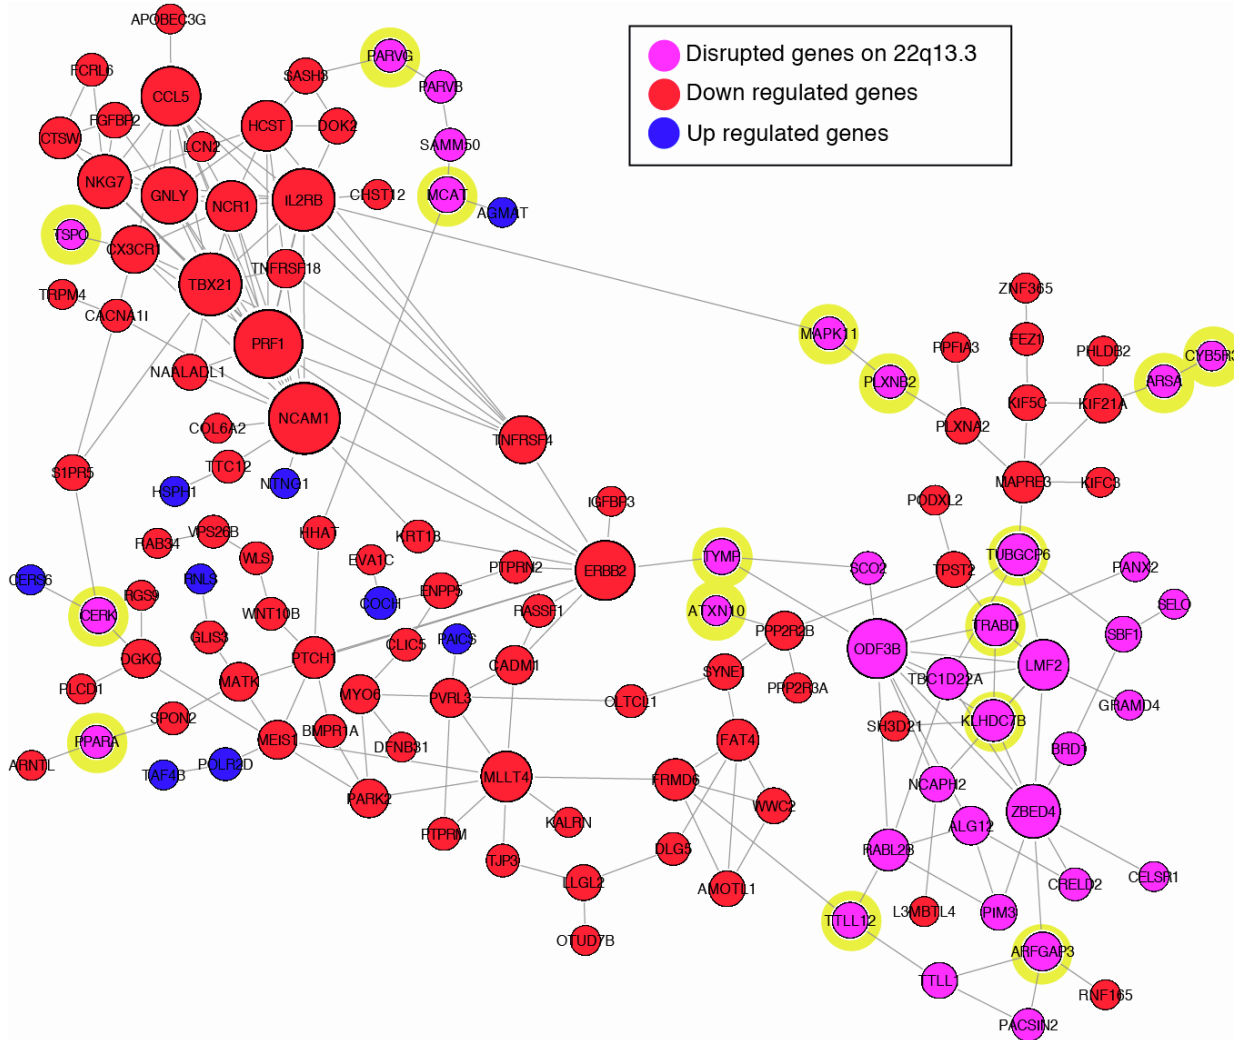 APOBEC3G
Disrupted genes on 22q13.3
Down regulated genes
Up regulated genes
PARVG
FCRL6
SASH3
PARVB
CCL5
FGFBP2
HCST
DOK2
CTSW
LCN2
SAMM50
NKG7
GNLY
NCR1
IL2RB
CHST12
MCAT
AGMAT
TSPO
CX3CR1
TNFRSF18
TBX21
TRPM4
CACNA1I
ZNF365
MAPK11
PPFIA3
FEZ1
PHLDB2
CYB5R3
PRF1
NAALADL1
PLXNB2
ARSA
KIF5C
KIF21A
NCAM1
COL6A2
PLXNA2
TNFRSF4
TTC12
S1PR5
HSPH1
NTNG1
MAPRE3
KIFC3
IGFBP3
PODXL2
VPS26B
HHAT
KRT18
RAB34
WLS
EVA1C
TYMP
TUBGCP6
CERS6
RNLS
PTPRN2
ERBB2
SCO2
TPST2
PANX2
RGS9
ENPP5
COCH
RASSF1
ATXN10
SELO
CERK
WNT10B
GLIS3
PPP2R2B
TRABD
SBF1
CLIC5
PAICS
DGKQ
PTCH1
CADM1
ODF3B
LMF2
PLCD1
MATK
MYO6
PVRL3
SYNE1
PPP2R3A
TBC1D22A
OLTCL1
GRAMD4
SPON2
SH3D21
KLHDC7B
PPARA
BMPR1A
MEIS1
DFNB31
FAT4
BRD1
ARNTL
TAF4B
POLR2D
MLLT4
FRMD6
NCAPH2
PARK2
WWC2
ZBED4
PTPRM
KALRN
ALG12
TJP3
DLG5
RABL2B
LLGL2
AMOTL1
CRELD2
CELSR1
TTLL12
L3MBTL4
PIM3
OTUD7B
ARFGAP3
TTLL
RNF165
PACSIN2